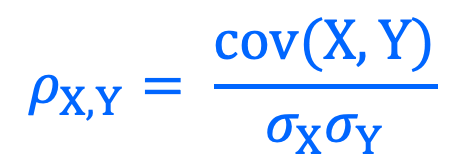 ρX,Y = cov(X, Y) / σXσY